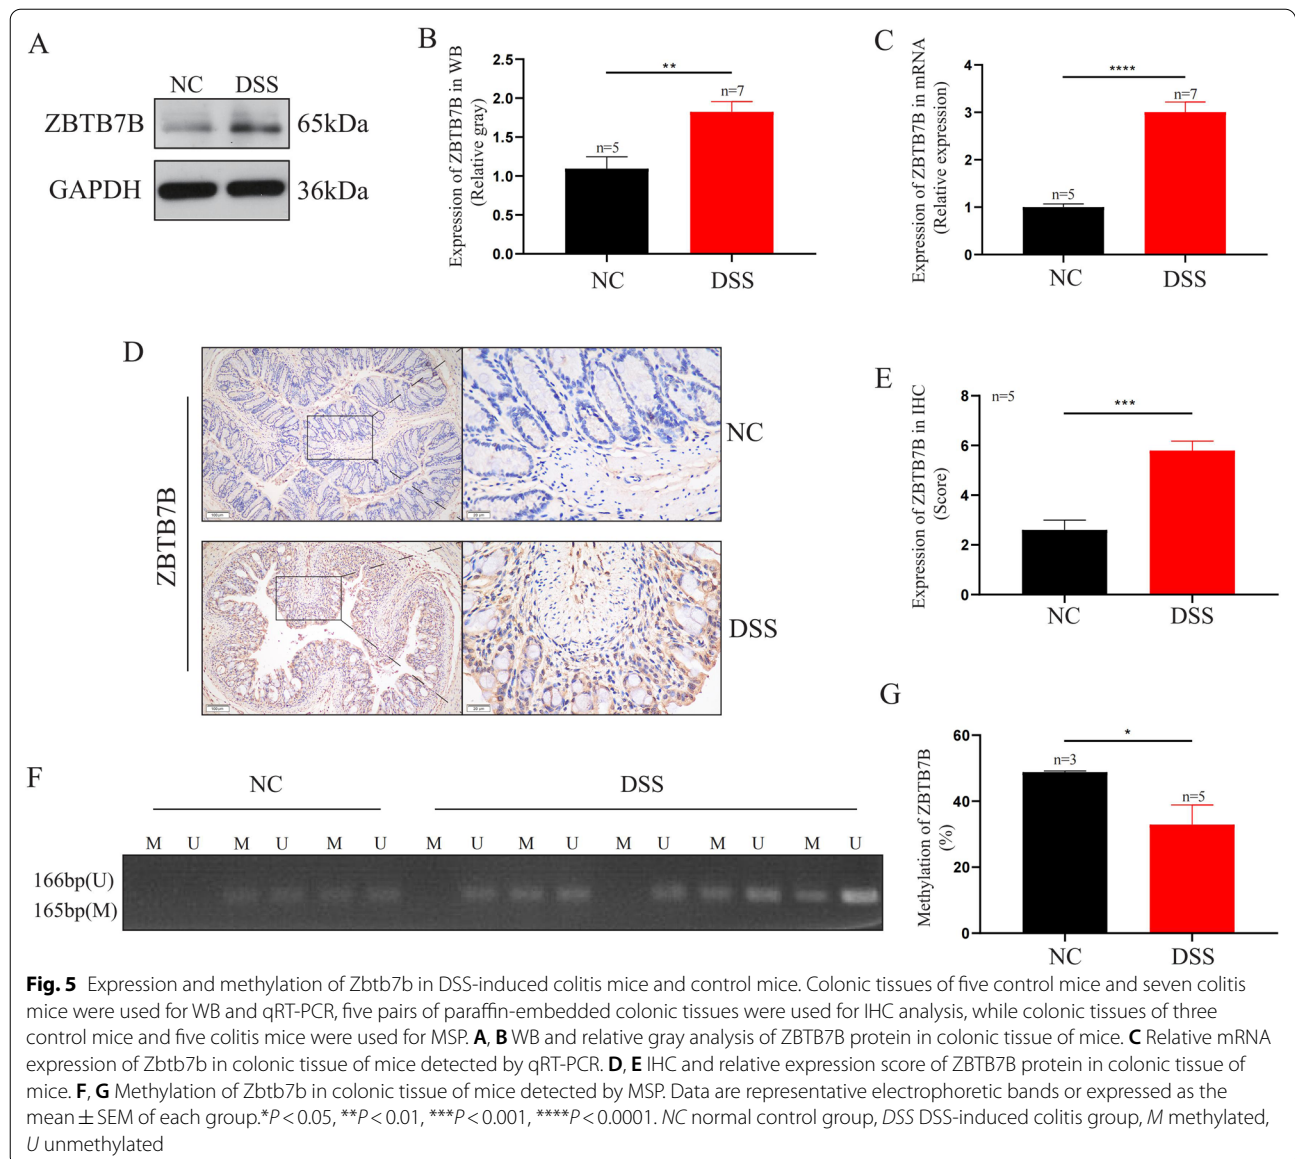 A
NC DSS
ZBTB7B 65kDa
GAPDH 36kDa
B
Expression of ZBTB7B in WB
(Relative gray)
2.5
2.0
1.5
1.0
0.5
0.0
**
n=5
n=7
NC DSS
C
Expression of ZBTB7B in mRNA
(Relative expression)
4
3
2
1
0
****
n=5
n=7
NC DSS
D
ZBTB7B
NC
DSS
100 μm
20 μm
100 μm
20 μm
E
Expression of ZBTB7B in IHC
(Score)
8
6
4
2
0
n=5
***
NC DSS
F
NC DSS
M U M U M U M U M U M U M U M U
166bp(U)
165bp(M)
G
Methylation of ZBTB7B
(%)
60
40
20
0
*
n=3
n=5
NC DSS
Fig. 5 Expression and methylation of Zbtb7b in DSS-induced colitis mice and control mice. Colonic tissues of five control mice and seven colitis
mice were used for WB and qRT-PCR, five pairs of paraffin-embedded colonic tissues were used for IHC analysis, while colonic tissues of three
control mice and five colitis mice were used for MSP. A, B WB and relative gray analysis of ZBTB7B protein in colonic tissue of mice. C Relative mRNA
expression of Zbtb7b in colonic tissue of mice detected by qRT-PCR. D, E IHC and relative expression score of ZBTB7B protein in colonic tissue of
mice. F, G Methylation of Zbtb7b in colonic tissue of mice detected by MSP. Data are representative electrophoretic bands or expressed as the
mean ± SEM of each group.*P < 0.05, **P < 0.01, ***P < 0.001, ****P < 0.0001. NC normal control group, DSS DSS-induced colitis group, M methylated,
U unmethylated